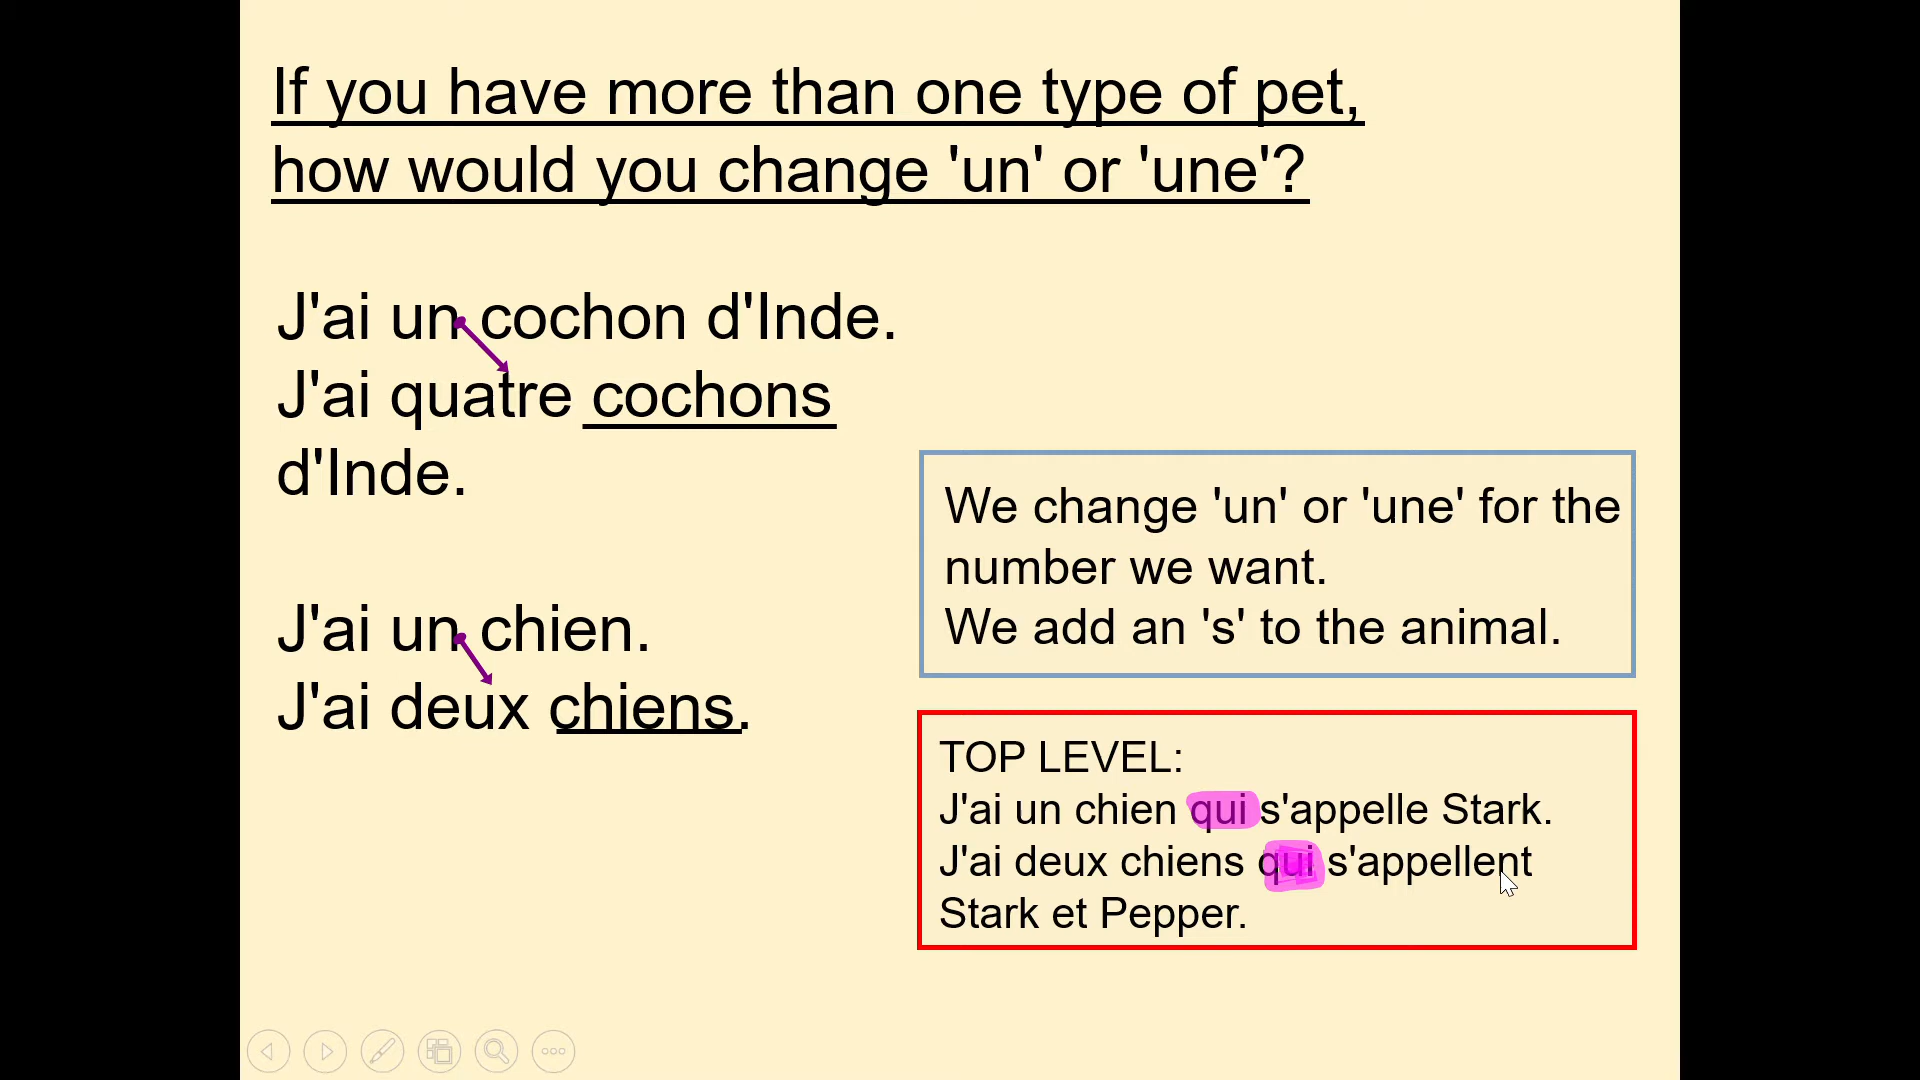 If you have more than one type of pet,
how would you change 'un' or 'une'?
J'ai un cochon d'Inde.
J'ai quatre cochons
d'Inde.
J'ai un chien.
J'ai deux chiens.
We change 'un' or 'une' for the
number we want.
We add an 's' to the animal.
TOP LEVEL:
J'ai un chien qui s'appelle Stark.
J'ai deux chiens qui s'appellent
Stark et Pepper.